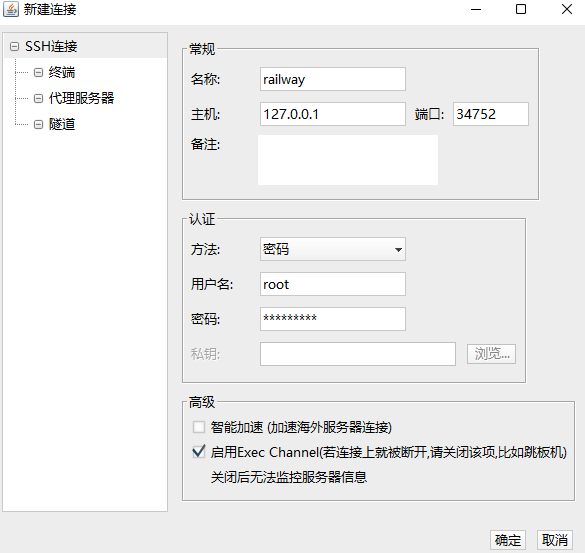 新建连接
SSH连接
终端
代理服务器
隧道
常规
名称: railway
主机: 127.0.0.1 端口: 34752
备注:
认证
方法: 密码
用户名: root
密码: *********
私钥: 浏览...
高级
智能加速 (加速海外服务器连接)
启用Exec Channel(若连接上就被断开,请关闭该项,比如跳板机)
关闭后无法监控服务器信息
确定 取消